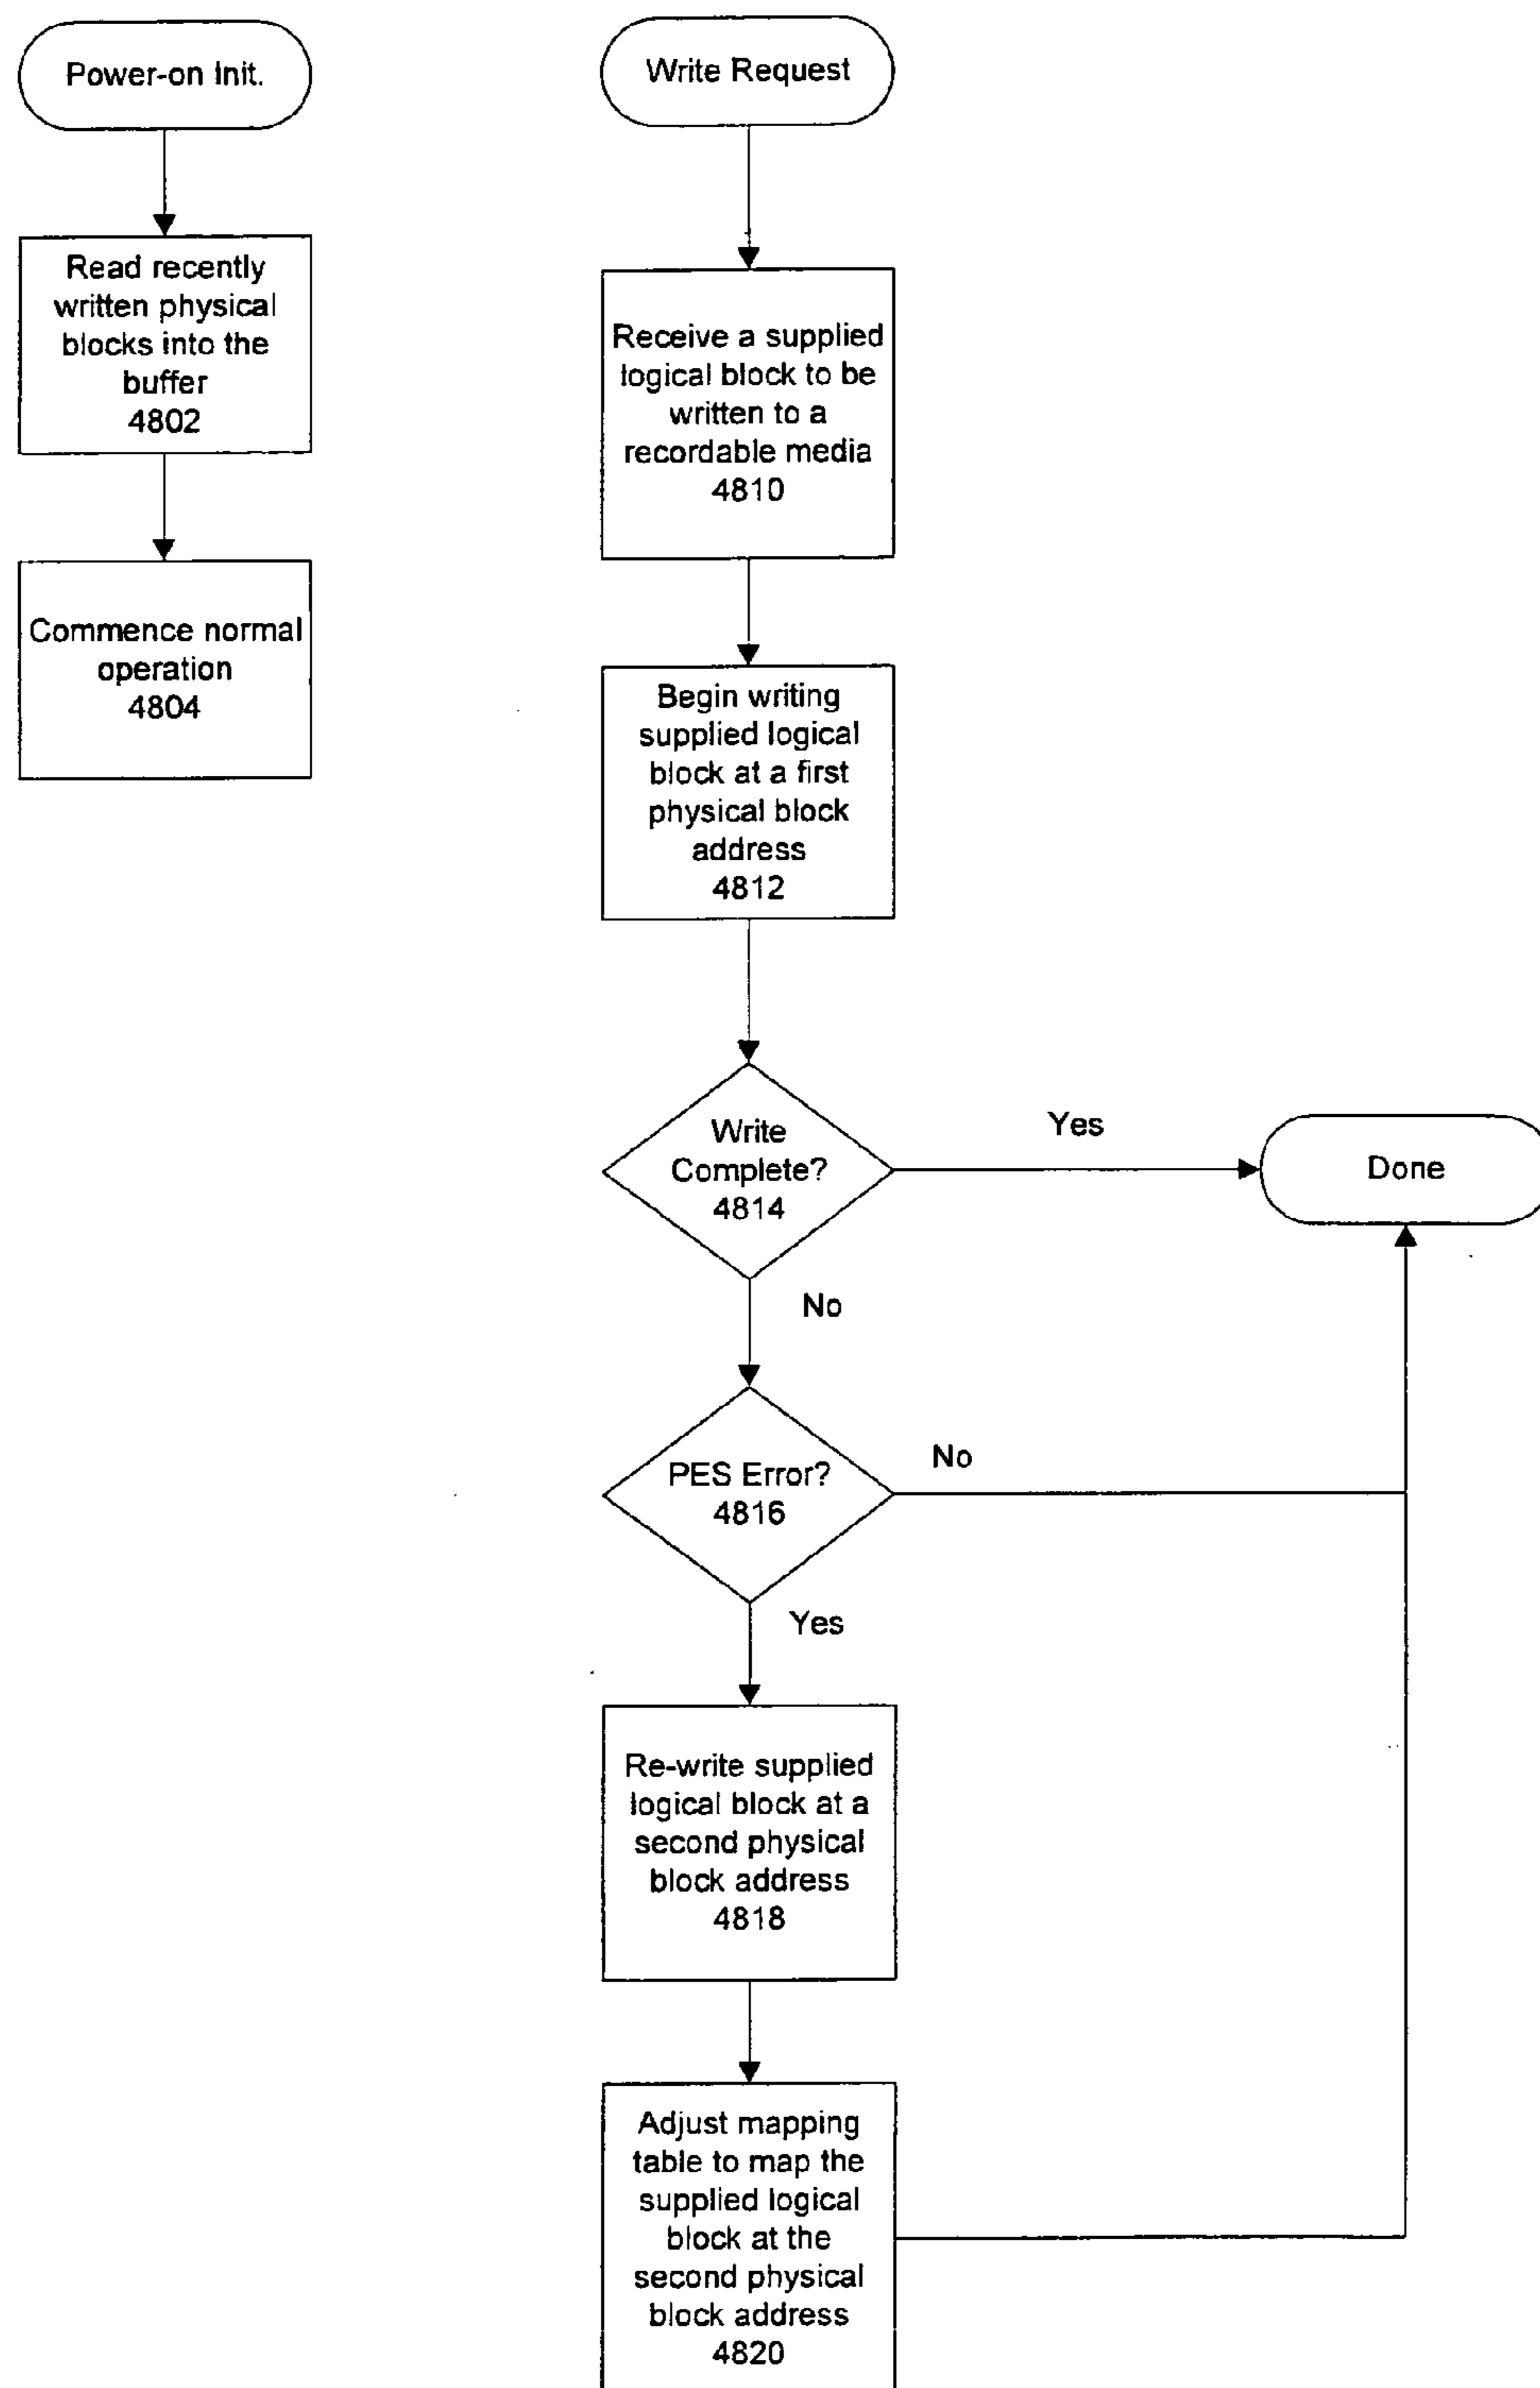 Power-on Init.
Read recently
written physical
blocks into the
buffer
4802
Commence normal
operation
4804
Write Request
Receive a supplied
logical block to be
written to a
recordable media
4810
Begin writing
supplied logical
block at a first
physical block
address
4812
Write
Complete?
4814
Yes
Done
No
PES Error?
4816
No
Yes
Re-write supplied
logical block at a
second physical
block address
4818
Adjust mapping
table to map the
supplied logical
block at the
second physical
block address
4820